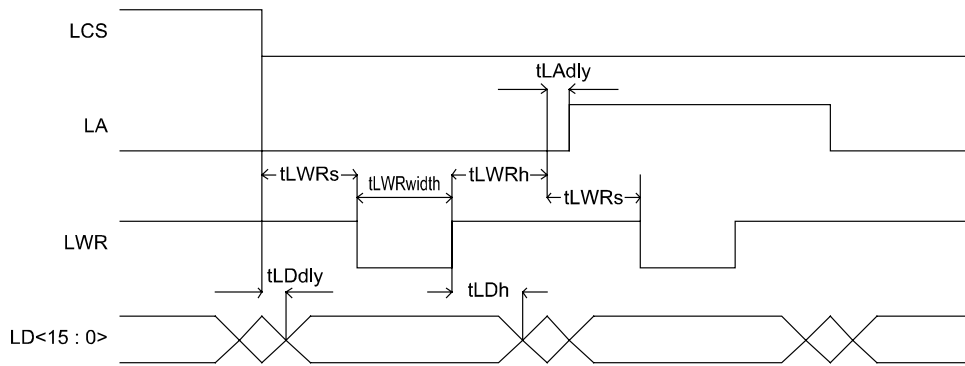 LCS
tLAdly
LA
tLWRs
tLWRwidth
tLWRh
tLWRs
LWR
tLDdly
tLDh
LD<15 : 0>